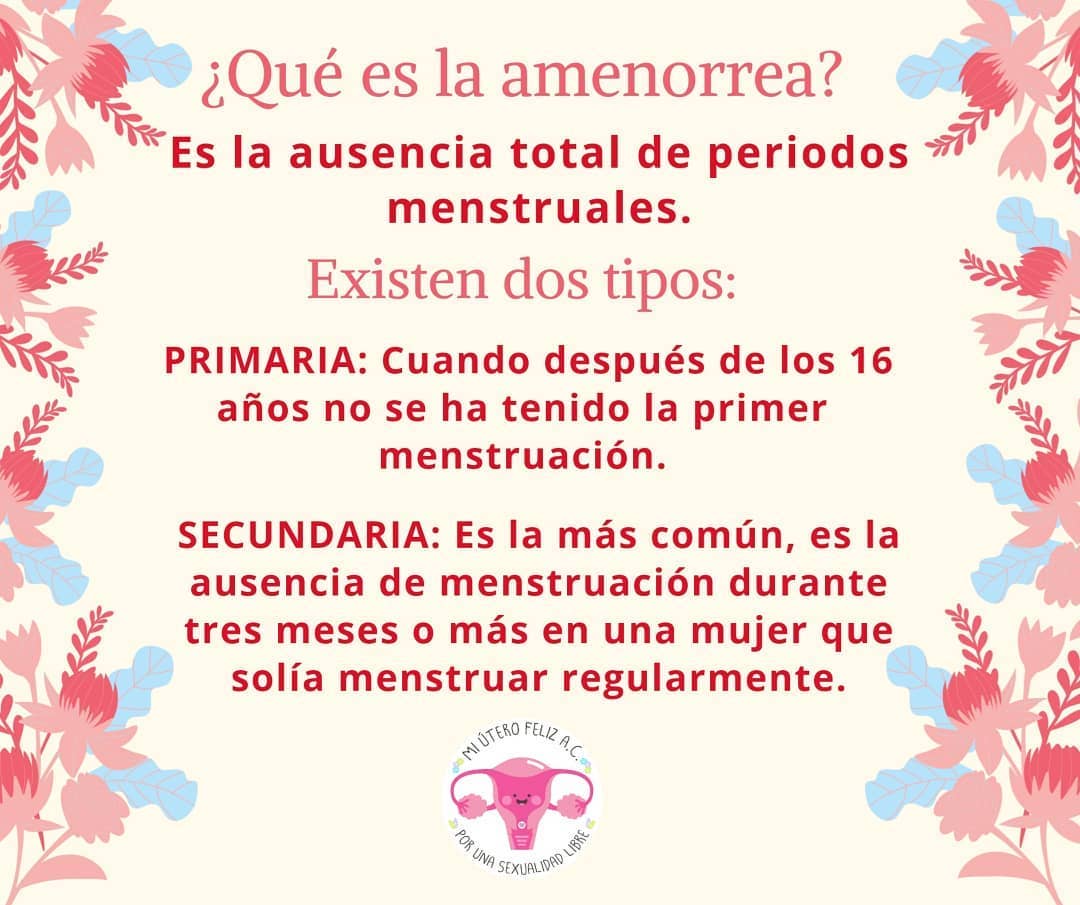 ¿Qué es la amenorrea?
Es la ausencia total de periodos
menstruales.
Existen dos tipos:
PRIMARIA: Cuando después de los 16
años no se ha tenido la primer
menstruación.
SECUNDARIA: Es la más común, es la
ausencia de menstruación durante
tres meses o más en una mujer que
solía menstruar regularmente.
MI ÚTERO FELIZ A.C.
POR UNA SEXUALIDAD LIBRE